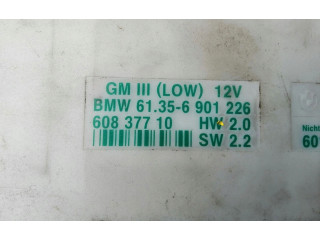 GM III (LOW) 12V
BMW 61.35-6 901 226
608 377 10 HW 2.0
SW 2.2
Nicht
60